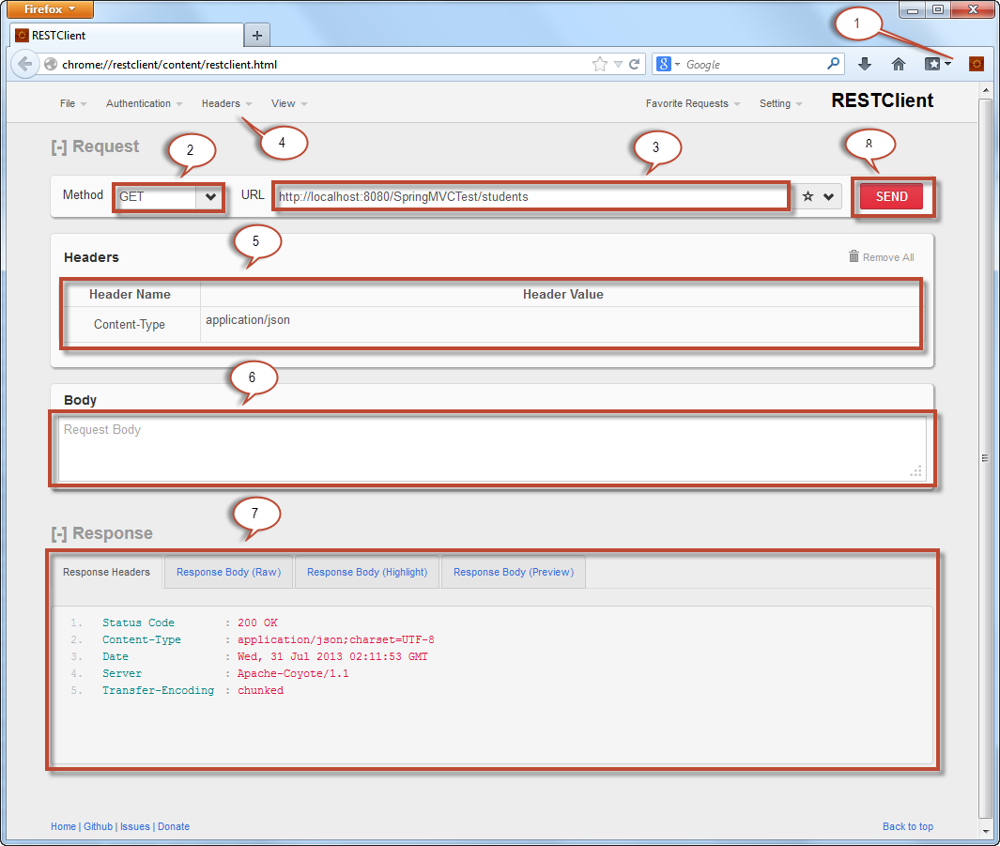 Firefox
RESTClient
1
chrome://restclient/content/restclient.html
8 Google
File Authentication Headers View Favorite Requests Setting RESTClient
4
[-] Request
2
3
8
Method GET URL http://localhost:8080/SpringMVCTest/students SEND
5
Headers Remove All
Header Name Header Value
Content-Type application/json
6
Body
Request Body
7
[-] Response
Response Headers Response Body (Raw) Response Body (Highlight) Response Body (Preview)
1. Status Code : 200 OK
2. Content-Type : application/json;charset=UTF-8
3. Date : Wed, 31 Jul 2013 02:11:53 GMT
4. Server : Apache-Coyote/1.1
5. Transfer-Encoding : chunked
Home | Github | Issues | Donate Back to top